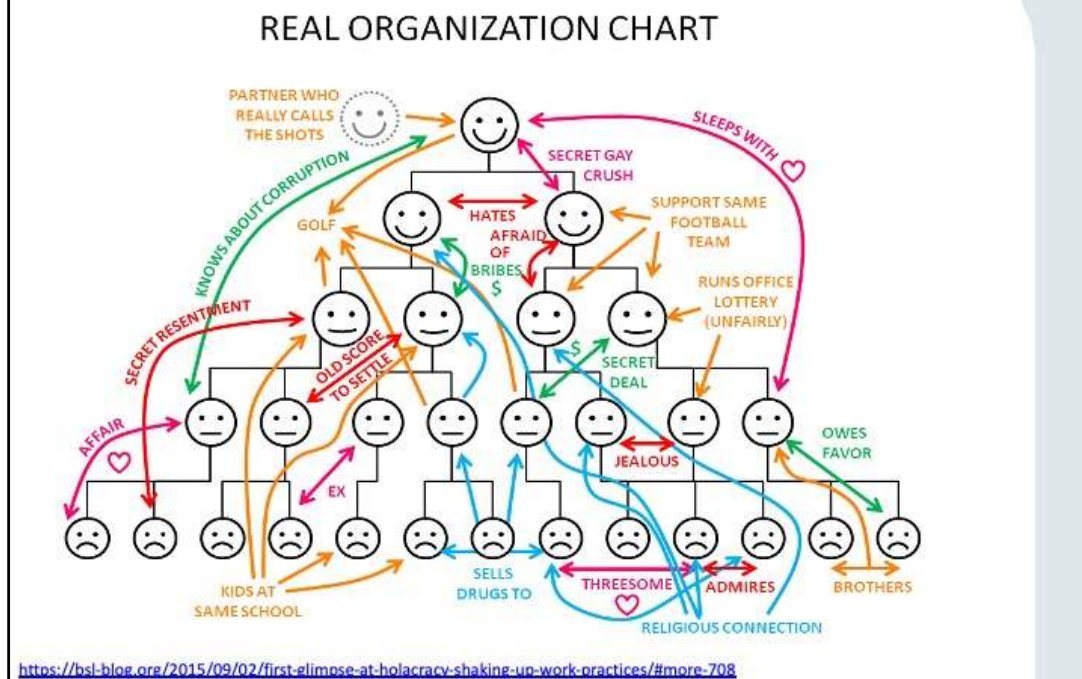 REAL ORGANIZATION CHART
PARTNER WHO
REALLY CALLS
THE SHOTS
SLEEPS WITH
SECRET GAY
CRUSH
KNOWS ABOUT CORRUPTION
GOLF
HATES
SUPPORT SAME
FOOTBALL
TEAM
AFRAID
OF
BRIBES
$
RUNS OFFICE
LOTTERY
(UNFAIRLY)
SECRET RESENTMENT
OLD SCORE
TO SETTLE
$
SECRET
DEAL
AFFAIR
JEALOUS
OWES
FAVOR
EX
KIDS AT
SAME SCHOOL
SELLS
DRUGS TO
THREESOME
ADMIRES
BROTHERS
RELIGIOUS CONNECTION
https://bsl-blog.org/2015/09/02/first-glimpse-at-holacracy-shaking-up-work-practices/#more-708